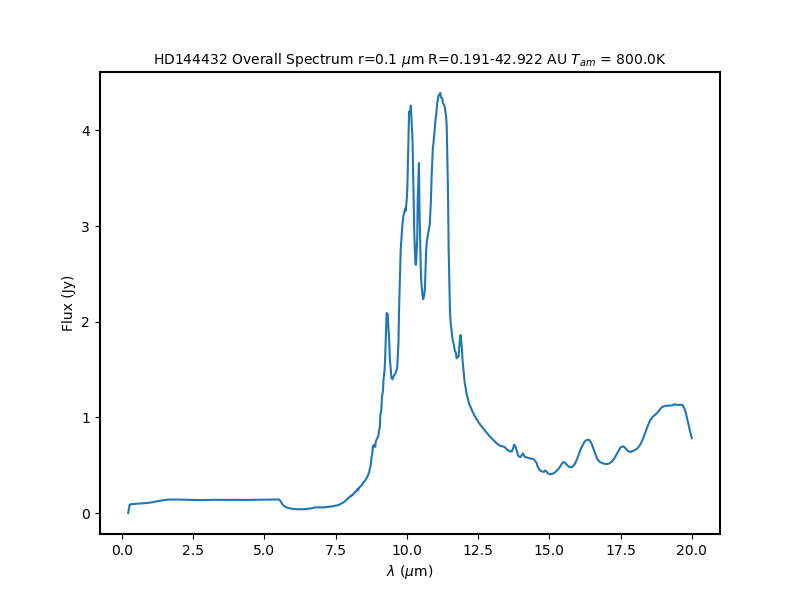 HD144432 Overall Spectrum r=0.1 μm R=0.191-42.922 AU T_am = 800.0K
4
3
2
1
0
Flux (Jy)
0.0 2.5 5.0 7.5 10.0 12.5 15.0 17.5 20.0
λ (μm)